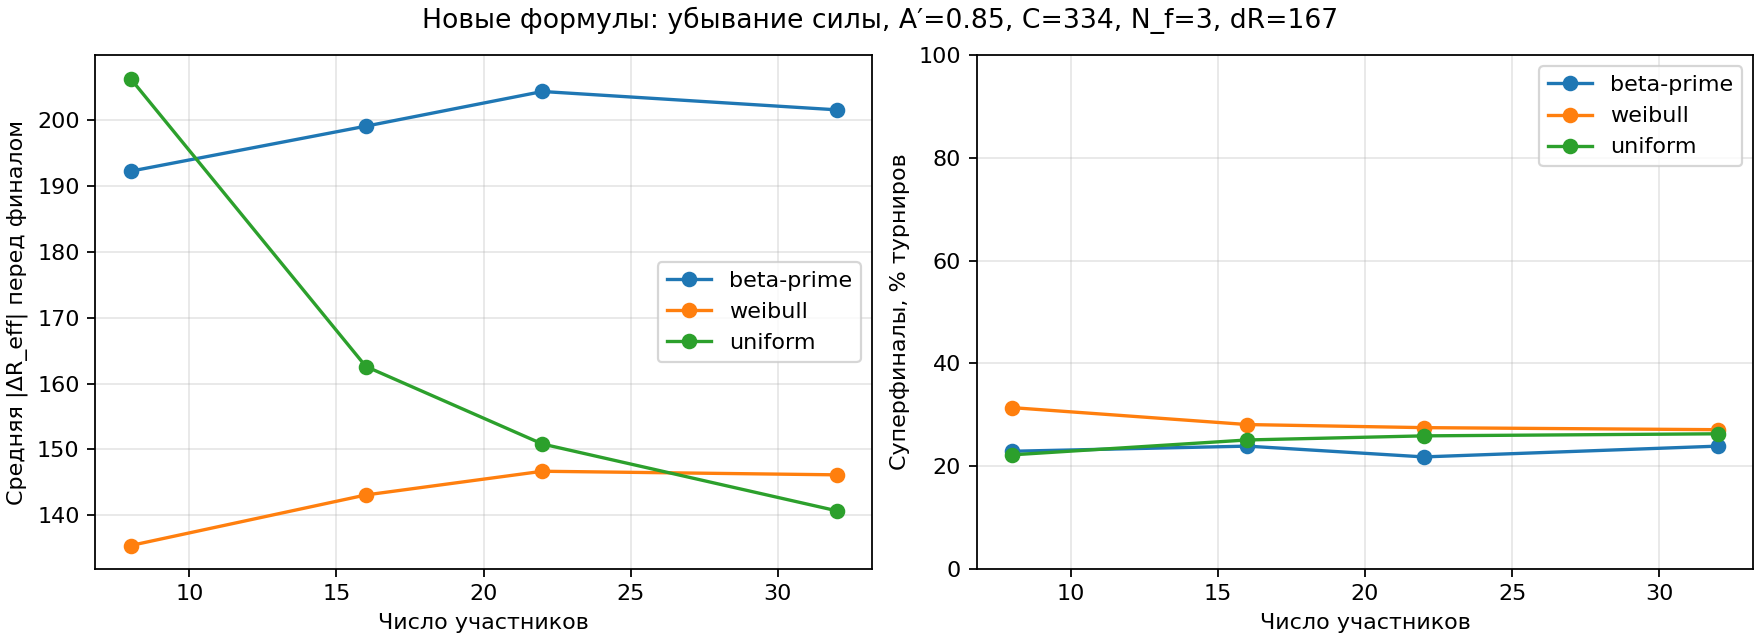 Новые формулы: убывание силы, A′=0.85, C=334, N_f=3, dR=167
Средняя |ΔR_eff| перед финалом
200
190
180
170
160
150
140
10
15
20
25
30
Число участников
beta-prime
weibull
uniform
Суперфиналы, % турниров
100
80
60
40
20
0
10
15
20
25
30
Число участников
beta-prime
weibull
uniform